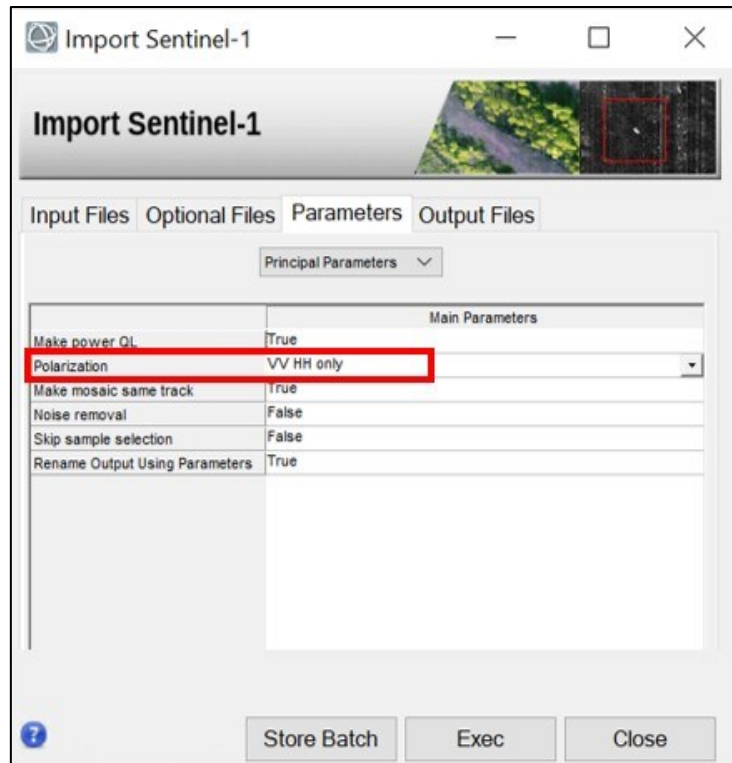 Import Sentinel-1
Import Sentinel-1
Input Files Optional Files Parameters Output Files
Principal Parameters
Main Parameters
Make power QL True
Polarization VV HH only
Make mosaic same track True
Noise removal False
Skip sample selection False
Rename Output Using Parameters True
? Store Batch Exec Close